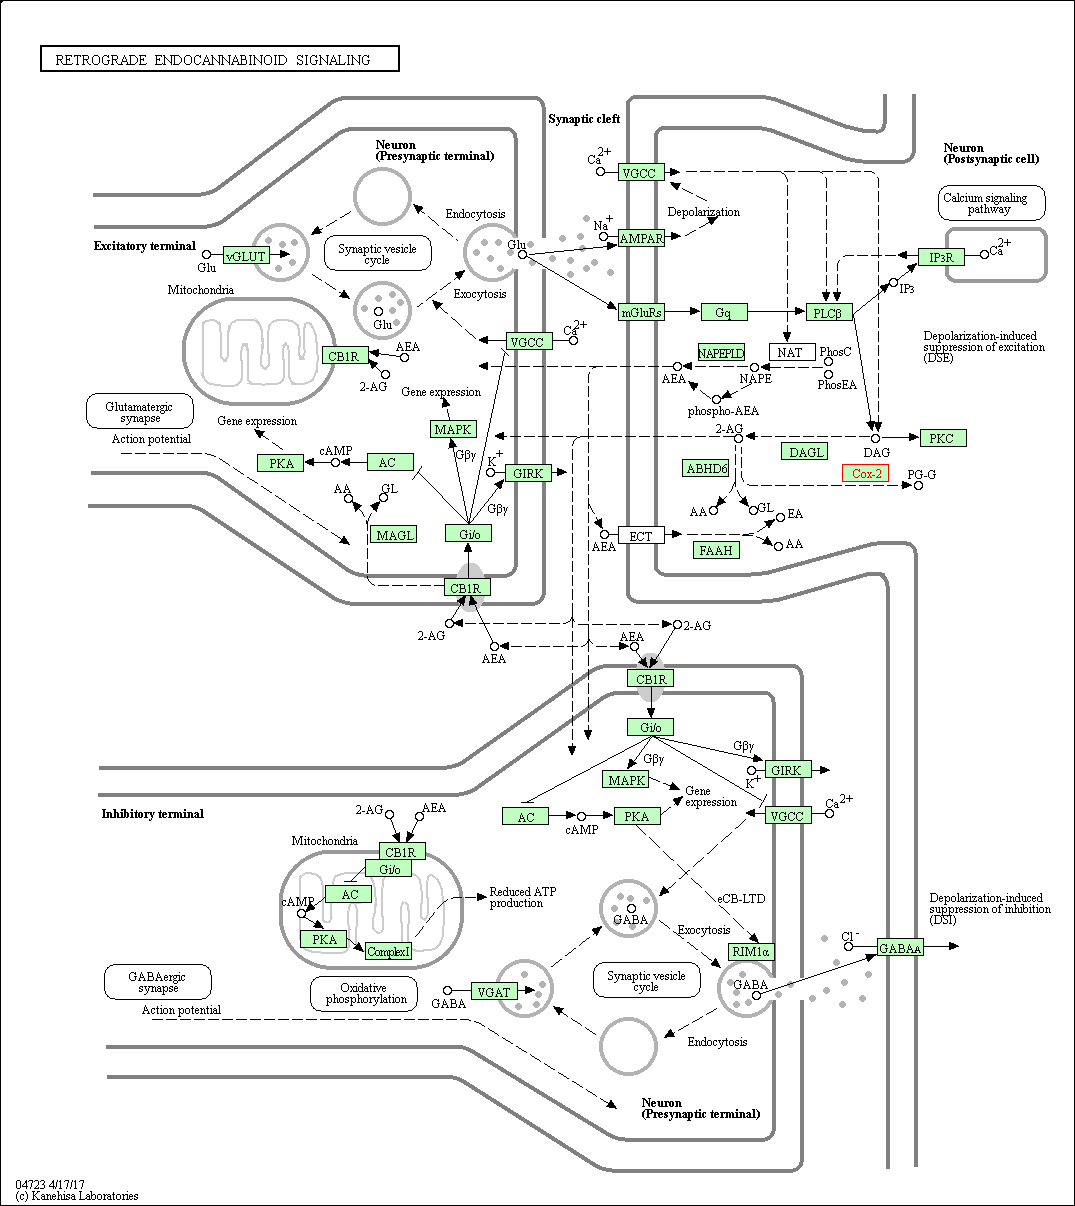 RETROGRADE ENDOCANNABINOID SIGNALING
Synaptic cleft
Neuron
(Presynaptic terminal)
Neuron
(Postsynaptic cell)
Ca2+
VGCC
Calcium signaling
pathway
Depolarization
Endocytosis
Na+
AMPAR
Excitatory terminal
Glu
vGLUT
Synaptic vesicle
cycle
Glu
IP3R
Ca2+
IP3
Mitochondria
Exocytosis
Glu
mGluRs
Gq
PLCβ
Ca2+
VGCC
Depolarization-induced
suppression of excitation
(DSE)
CB1R
AEA
2-AG
NAPEPLD
NAT
PhosC
AEA
NAPE
PhosEA
phospho-AEA
Gene expression
Glutamatergic
synapse
Action potential
Gene expression
MAPK
Gβγ
2-AG
DAG
PKC
DAGL
cAMP
PKA
AC
K+
GIRK
ABHD6
Cox-2
PG-G
AA
GL
Gβγ
AA
GL
EA
MAGL
Gi/o
AEA
ECT
FAAH
AA
CB1R
2-AG
AEA
AEA
2-AG
CB1R
Gi/o
Gβγ
Gβγ
MAPK
GIRK
K+
Gene
expression
Inhibitory terminal
2-AG
AEA
AC
cAMP
PKA
VGCC
Ca2+
Mitochondria
CB1R
Gi/o
AC
cAMP
PKA
ComplexI
Reduced ATP
production
eCB-LTD
GABA
Exocytosis
RIM1α
Depolarization-induced
suppression of inhibition
(DSI)
Cl-
GABAA
GABAergic
synapse
Oxidative
phosphorylation
Synaptic vesicle
cycle
GABA
VGAT
GABA
Action potential
Endocytosis
Neuron
(Presynaptic terminal)
04723 4/17/17
(c) Kanehisa Laboratories